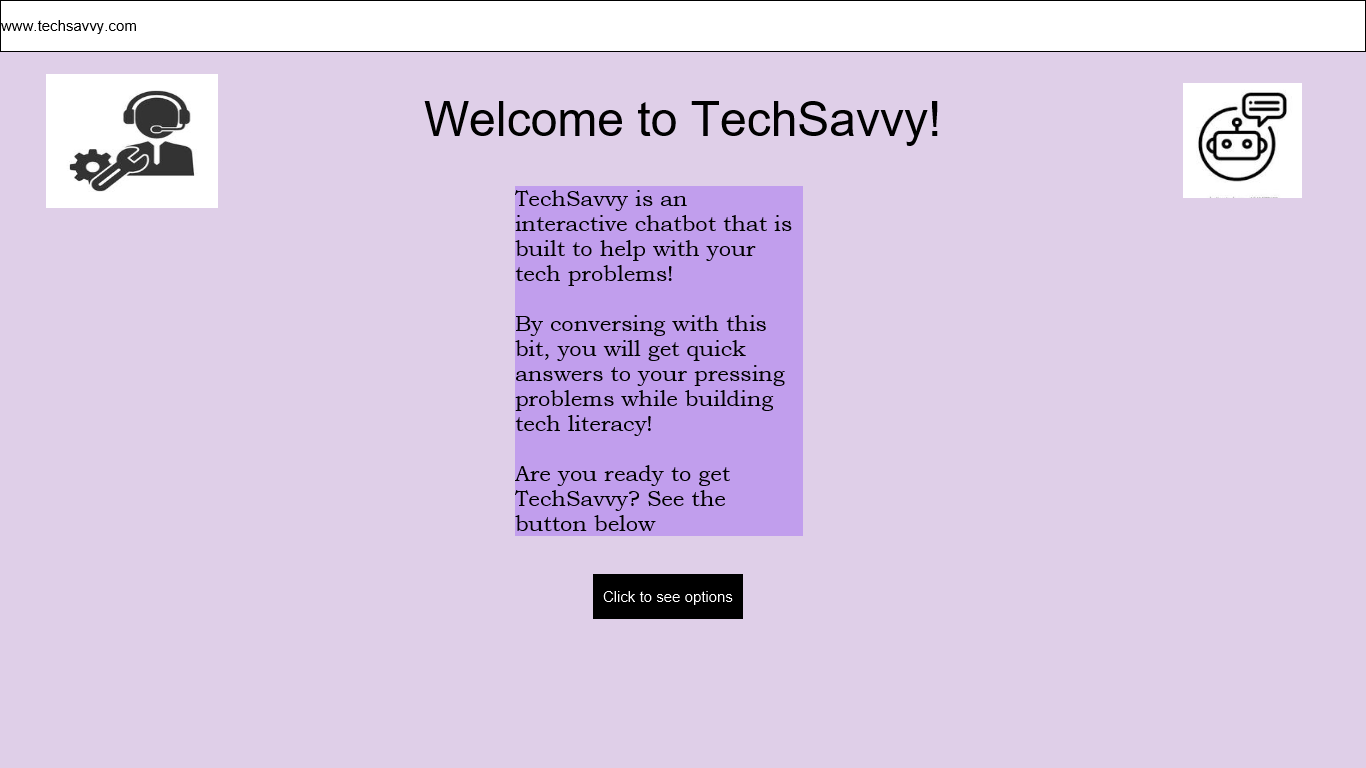 www.techsavvy.com
Welcome to TechSavvy!
TechSavvy is an
interactive chatbot that is
built to help with your
tech problems!
By conversing with this
bit, you will get quick
answers to your pressing
problems while building
tech literacy!
Are you ready to get
TechSavvy? See the
button below
Click to see options